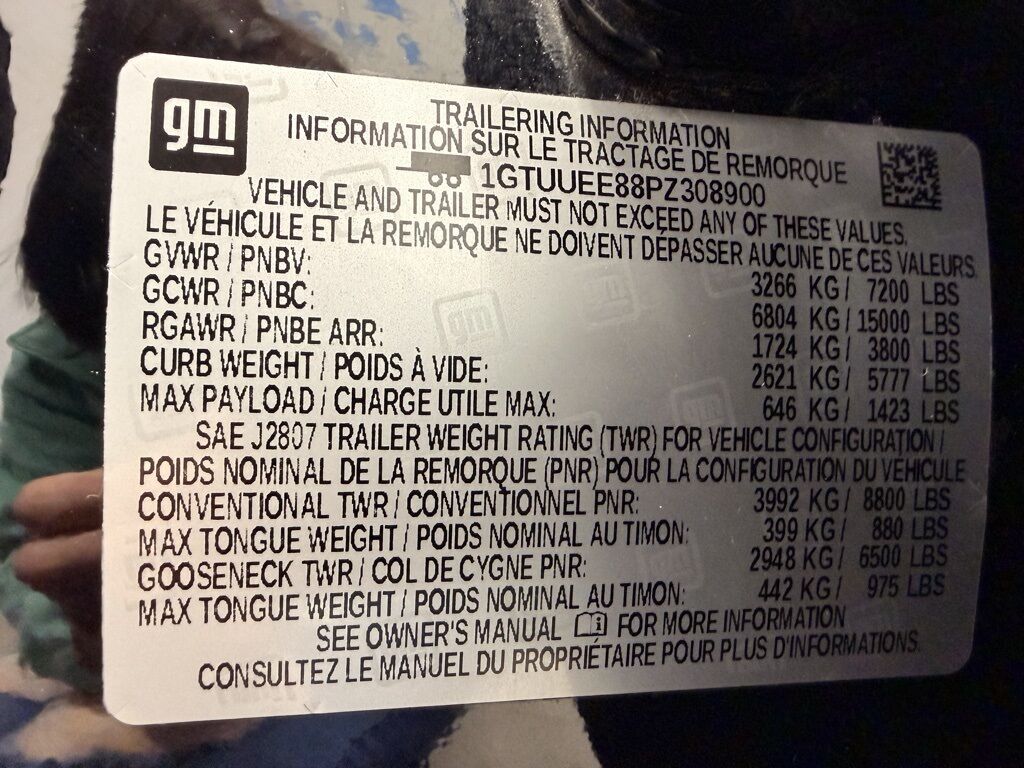 gm
TRAILERING INFORMATION
INFORMATION SUR LE TRACTAGE DE REMORQUE
1GTUUEE88PZ308900
VEHICLE AND TRAILER MUST NOT EXCEED ANY OF THESE VALUES.
LE VÉHICULE ET LA REMORQUE NE DOIVENT DÉPASSER AUCUNE DE CES VALEURS.
GVWR / PNBV: 3266 KG / 7200 LBS
GCWR / PNBC: 6804 KG / 15000 LBS
RGAWR / PNBE ARR: 1724 KG / 3800 LBS
CURB WEIGHT / POIDS À VIDE: 2621 KG / 5777 LBS
MAX PAYLOAD / CHARGE UTILE MAX: 646 KG / 1423 LBS
SAE J2807 TRAILER WEIGHT RATING (TWR) FOR VEHICLE CONFIGURATION /
POIDS NOMINAL DE LA REMORQUE (PNR) POUR LA CONFIGURATION DU VÉHICULE
CONVENTIONAL TWR / CONVENTIONNEL PNR: 3992 KG / 8800 LBS
MAX TONGUE WEIGHT / POIDS NOMINAL AU TIMON: 399 KG / 880 LBS
GOOSENECK TWR / COL DE CYGNE PNR: 2948 KG / 6500 LBS
MAX TONGUE WEIGHT / POIDS NOMINAL AU TIMON: 442 KG / 975 LBS
SEE OWNER'S MANUAL FOR MORE INFORMATION
CONSULTEZ LE MANUEL DU PROPRIÉTAIRE POUR PLUS D'INFORMATIONS.